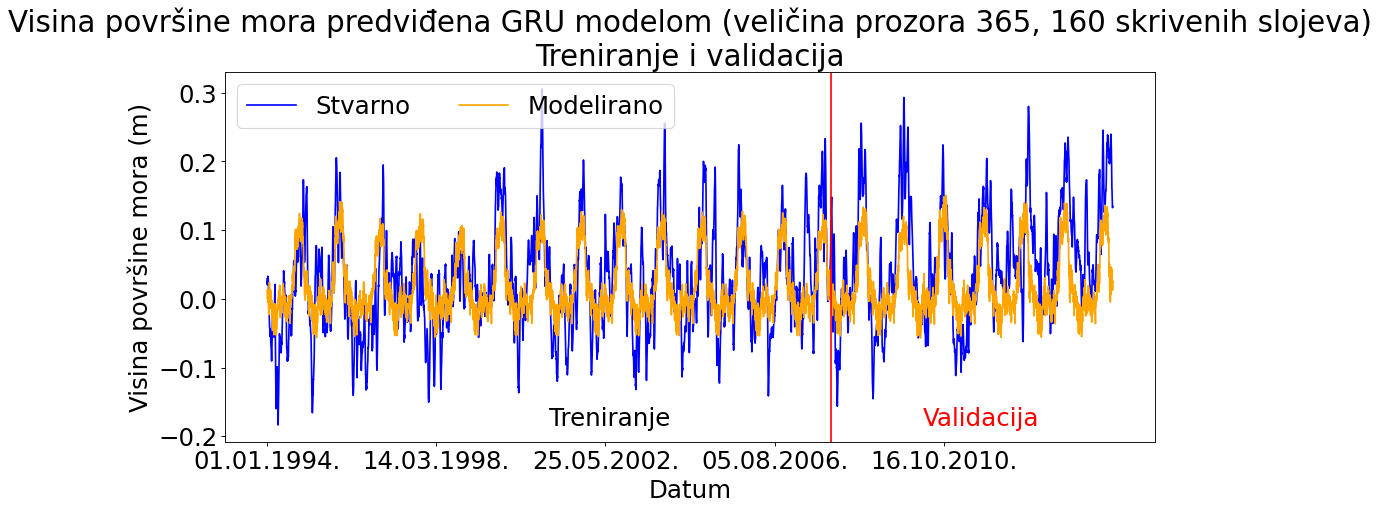 Visina površine mora predviđena GRU modelom (veličina prozora 365, 160 skrivenih slojeva)
Treniranje i validacija
Stvarno Modelirano
Visina površine mora (m)
0.3
0.2
0.1
0.0
−0.1
−0.2
Treniranje Validacija
01.01.1994. 14.03.1998. 25.05.2002. 05.08.2006. 16.10.2010.
Datum